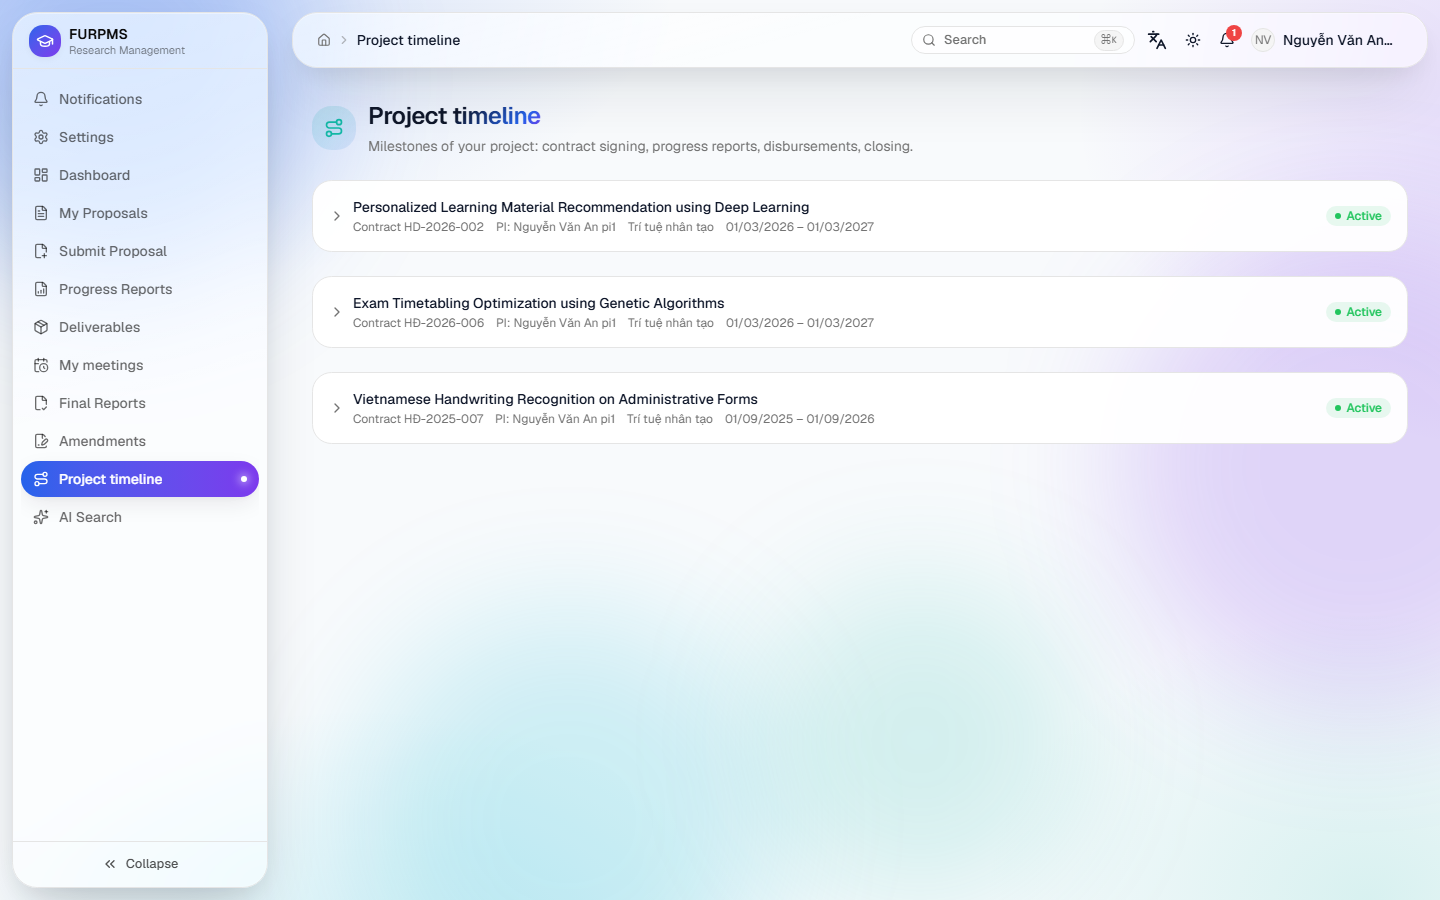 FURPMS
Research Management
Notifications
Settings
Dashboard
My Proposals
Submit Proposal
Progress Reports
Deliverables
My meetings
Final Reports
Amendments
Project timeline
AI Search
Collapse
Project timeline
Search
⌘K
1
NV
Nguyễn Văn An...
Project timeline
Milestones of your project: contract signing, progress reports, disbursements, closing.
Personalized Learning Material Recommendation using Deep Learning
Contract HD-2026-002 PI: Nguyễn Văn An pi1 Trí tuệ nhân tạo 01/03/2026 – 01/03/2027
Active
Exam Timetabling Optimization using Genetic Algorithms
Contract HĐ-2026-006 PI: Nguyễn Văn An pi1 Trí tuệ nhân tạo 01/03/2026 – 01/03/2027
Active
Vietnamese Handwriting Recognition on Administrative Forms
Contract HĐ-2025-007 PI: Nguyễn Văn An pi1 Trí tuệ nhân tạo 01/09/2025 – 01/09/2026
Active